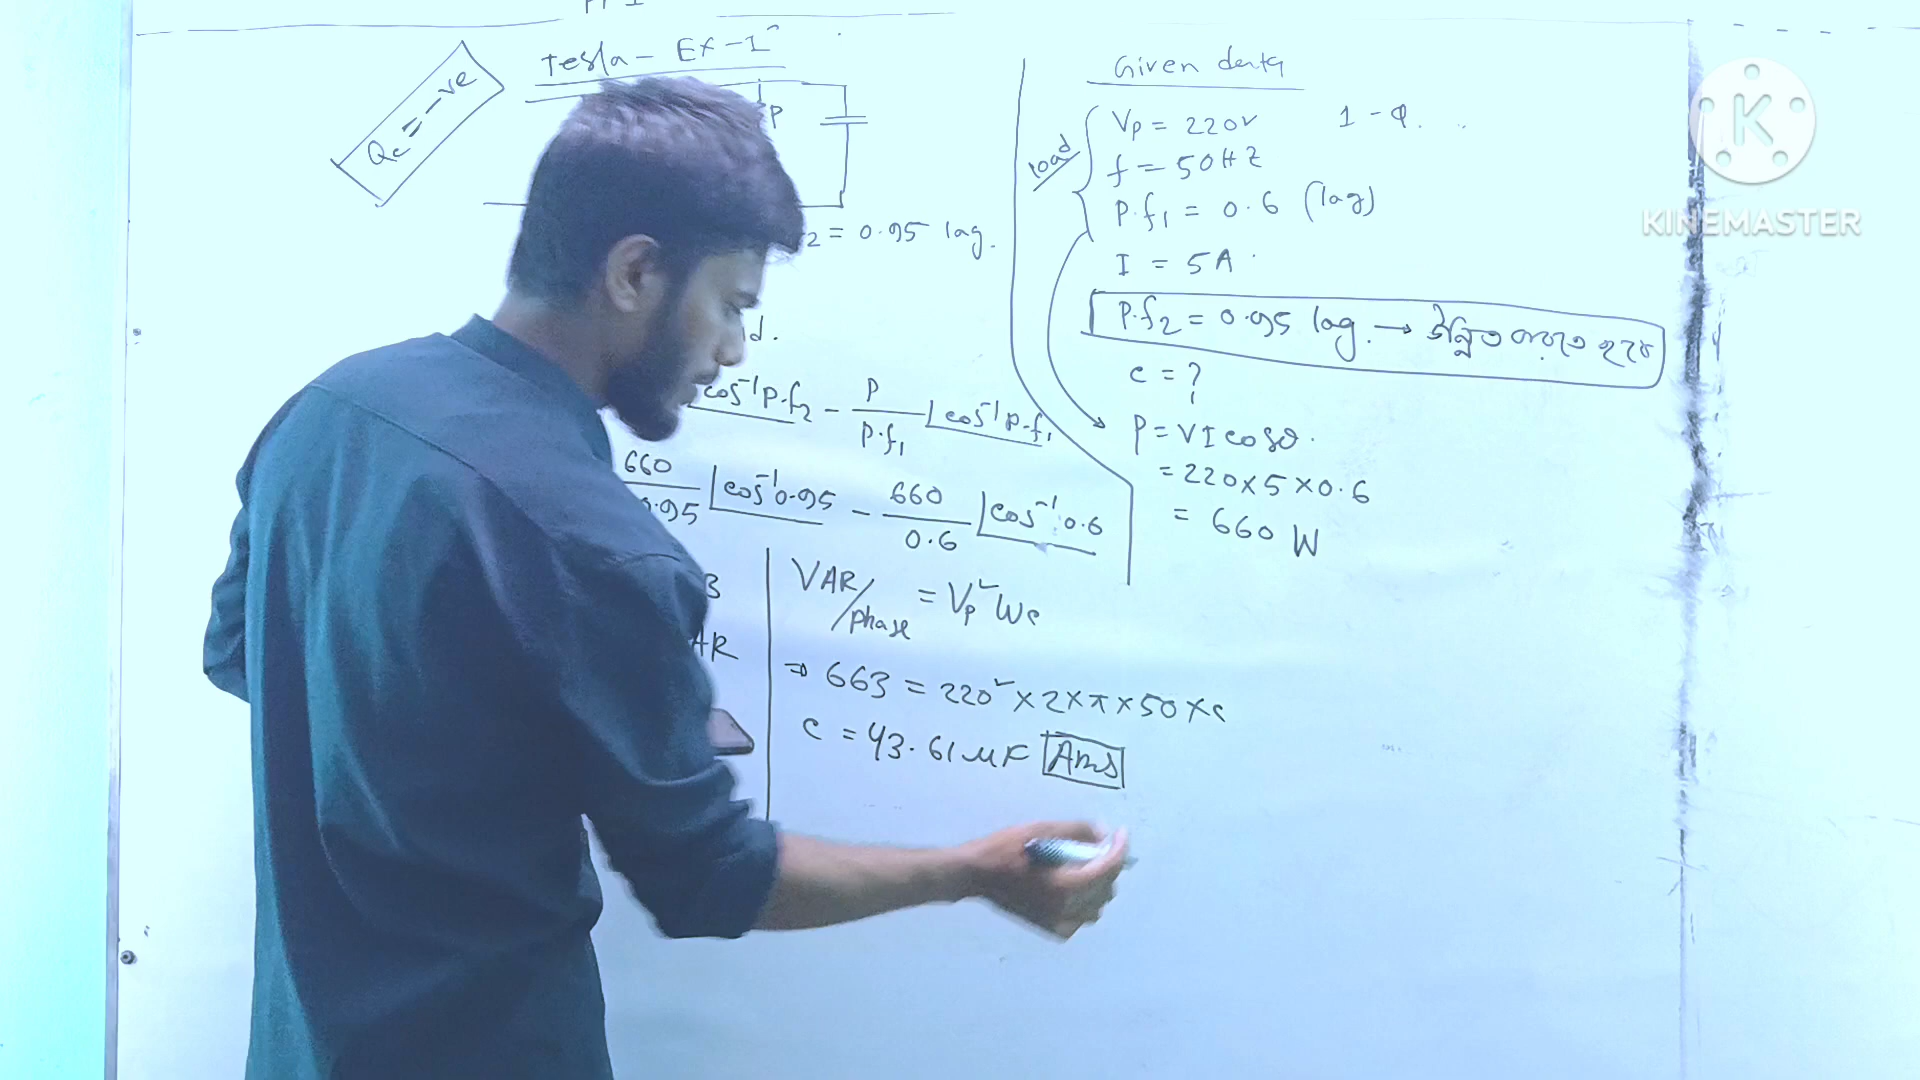 Tesla - Ex-1
Qc = -ve
P
2 = 0.95 lag.
d.
cos⁻¹ p.f₂ - P/p.f₁ ∠cos⁻¹ p.f₁
660/0.95 ∠cos⁻¹ 0.95 - 660/0.6 ∠cos⁻¹ 0.6
3
AR
VAR/phase = Vp² Wc
⇒ 663 = 220² × 2 × π × 50 × c
c = 43.61 μF Ans
Given data
load
Vp = 220v 1-φ.
f = 50HZ
P.f₁ = 0.6 (lag)
I = 5A
P.f₂ = 0.95 lag. → উন্নিত করতে হবে
c = ?
P = VI cosθ.
= 220 × 5 × 0.6
= 660 W
K
KINEMASTER